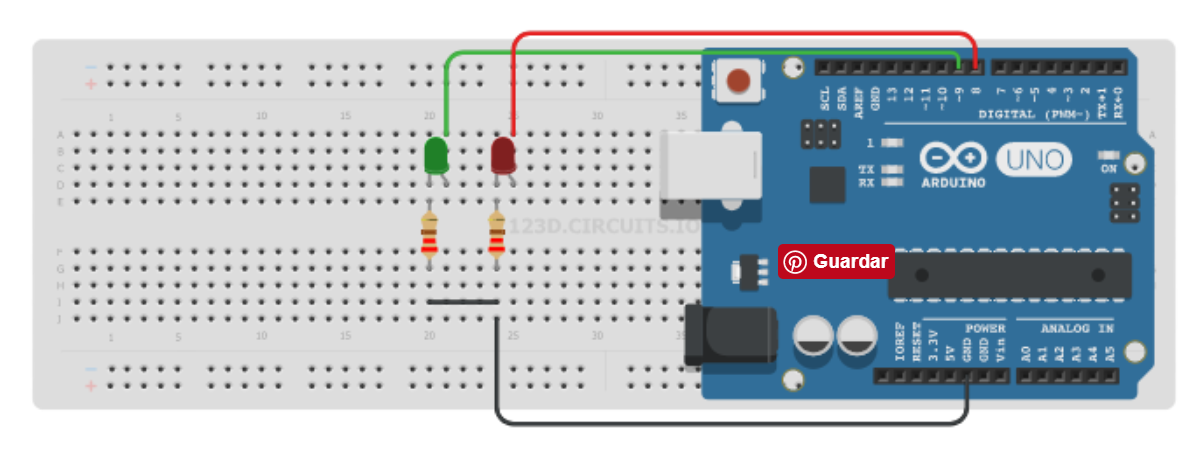 − −
+ +
1 5 10 15 20 25 30 35
A A
B
C
D
E
123D.CIRCUITS.IO
F
G
H
I
J
1 5 10 15 20 25 30
− −
+ +
SCL
SDA
AREF
GND
13
12
~11
~10
~9
8
7
~6
~5
4
~3
2
TX→1
RX←0
DIGITAL (PWM~)
1
TX
RX
ARDUINO
UNO
ON
Guardar
IOREF
RESET
3.3V
5V
GND
GND
Vin
POWER
ANALOG IN
A0
A1
A2
A3
A4
A5